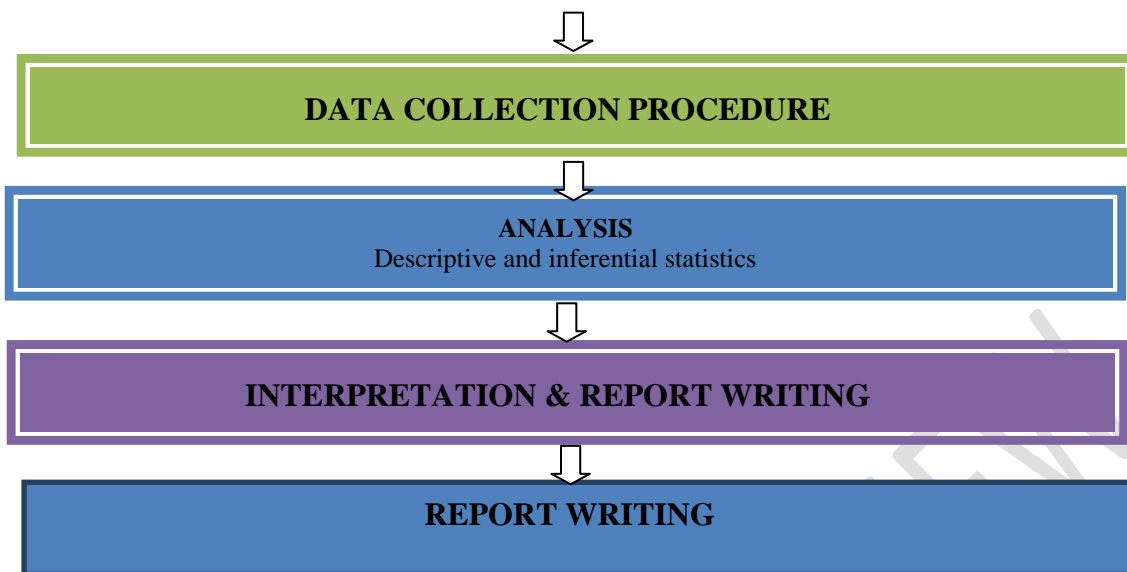 DATA COLLECTION PROCEDURE
ANALYSIS
Descriptive and inferential statistics
INTERPRETATION & REPORT WRITING
REPORT WRITING